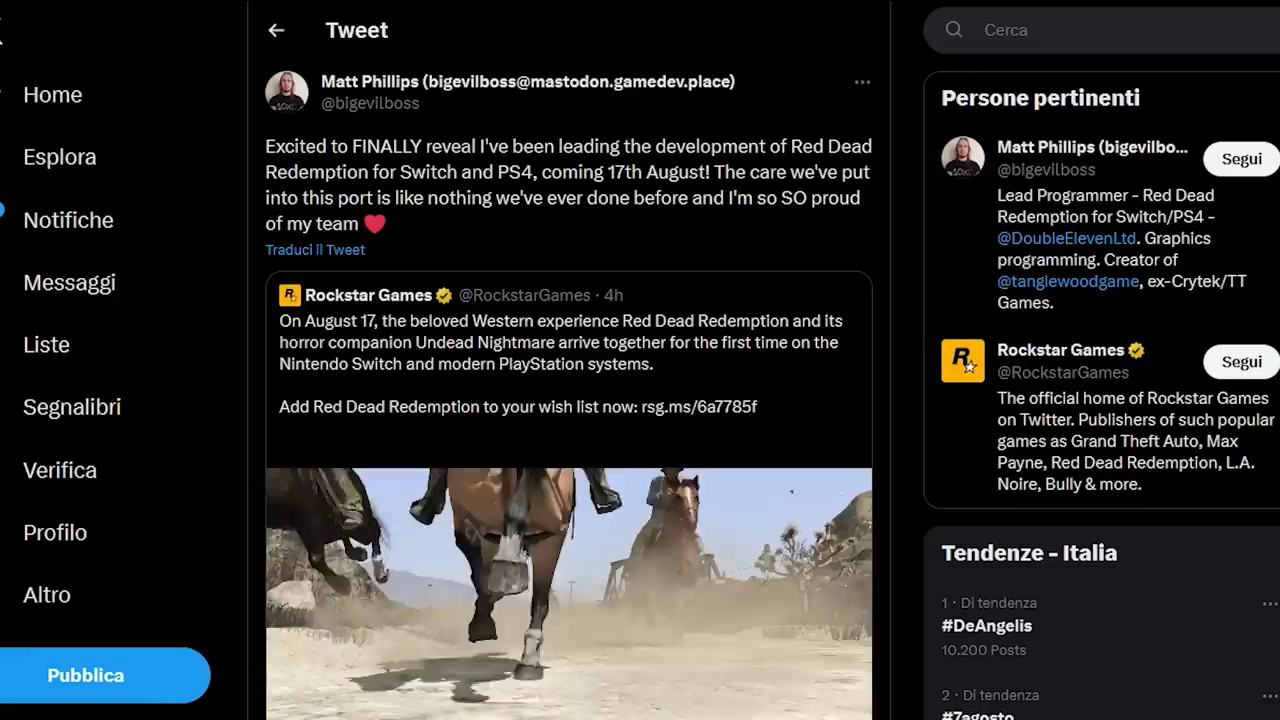 Tweet
Cerca
Home
Esplora
Notifiche
Messaggi
Liste
Segnalibri
Verifica
Profilo
Altro
Pubblica
Matt Phillips (bigevilboss@mastodon.gamedev.place)
@bigevilboss
Excited to FINALLY reveal I've been leading the development of Red Dead
Redemption for Switch and PS4, coming 17th August! The care we've put
into this port is like nothing we've ever done before and I'm so SO proud
of my team ❤️
Traduci il Tweet
Rockstar Games @RockstarGames · 4h
On August 17, the beloved Western experience Red Dead Redemption and its
horror companion Undead Nightmare arrive together for the first time on the
Nintendo Switch and modern PlayStation systems.
Add Red Dead Redemption to your wish list now: rsg.ms/6a7785f
Persone pertinenti
Matt Phillips (bigevilbo...
@bigevilboss
Segui
Lead Programmer - Red Dead
Redemption for Switch/PS4 -
@DoubleElevenLtd. Graphics
programming. Creator of
@tanglewoodgame, ex-Crytek/TT
Games.
Rockstar Games
@RockstarGames
Segui
The official home of Rockstar Games
on Twitter. Publishers of such popular
games as Grand Theft Auto, Max
Payne, Red Dead Redemption, L.A.
Noire, Bully & more.
Tendenze - Italia
1 · Di tendenza
#DeAngelis
10.200 Posts
2 · Di tendenza
#7agosto